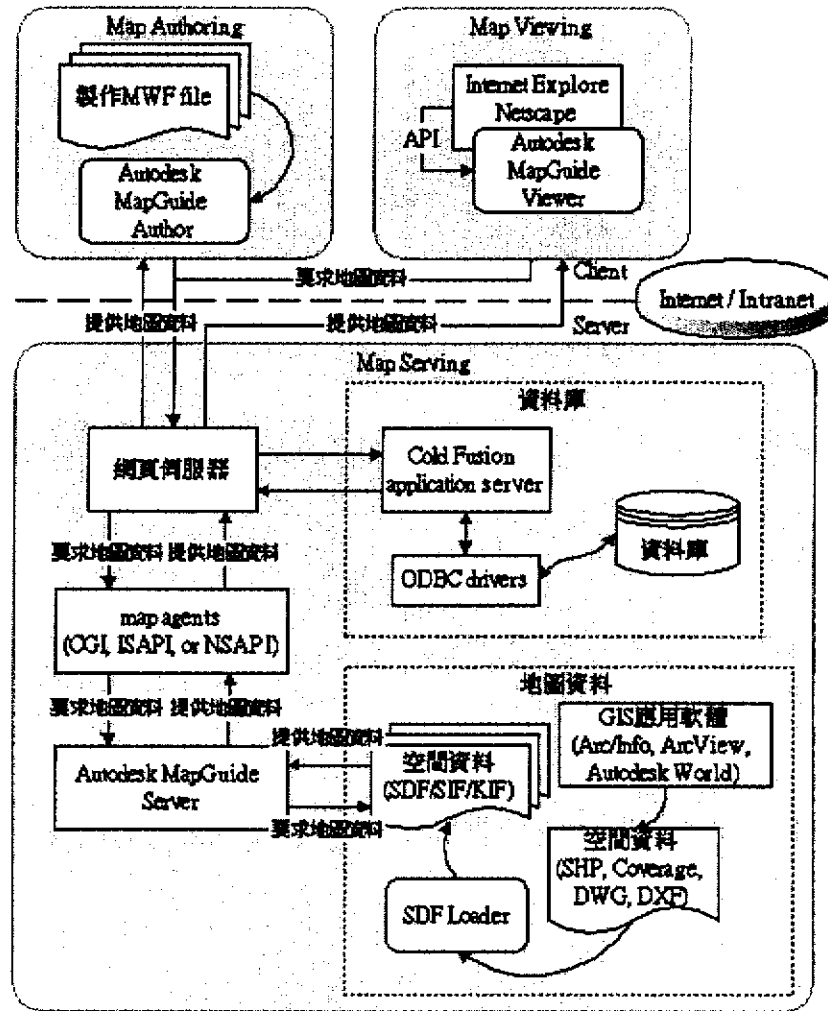 Map Authoring
製作MWF file
Autodesk
MapGuide
Author
Map Viewing
Internet Explore
Netscape
API
Autodesk
MapGuide
Viewer
要求地圖資料
Client
Internet / Intranet
提供地圖資料
提供地圖資料
Server
Map Serving
資料庫
網頁伺服器
Cold Fusion
application server
資料庫
ODBC drivers
要求地圖資料
提供地圖資料
map agents
(CGI, ISAPI, or NSAPI)
要求地圖資料
提供地圖資料
Autodesk MapGuide
Server
地圖資料
提供地圖資料
空間資料
(SDF/SIF/KIF)
要求地圖資料
GIS應用軟體
(Arc/Info, ArcView,
Autodesk World)
空間資料
(SHP, Coverage,
DWG, DXF)
SDF Loader